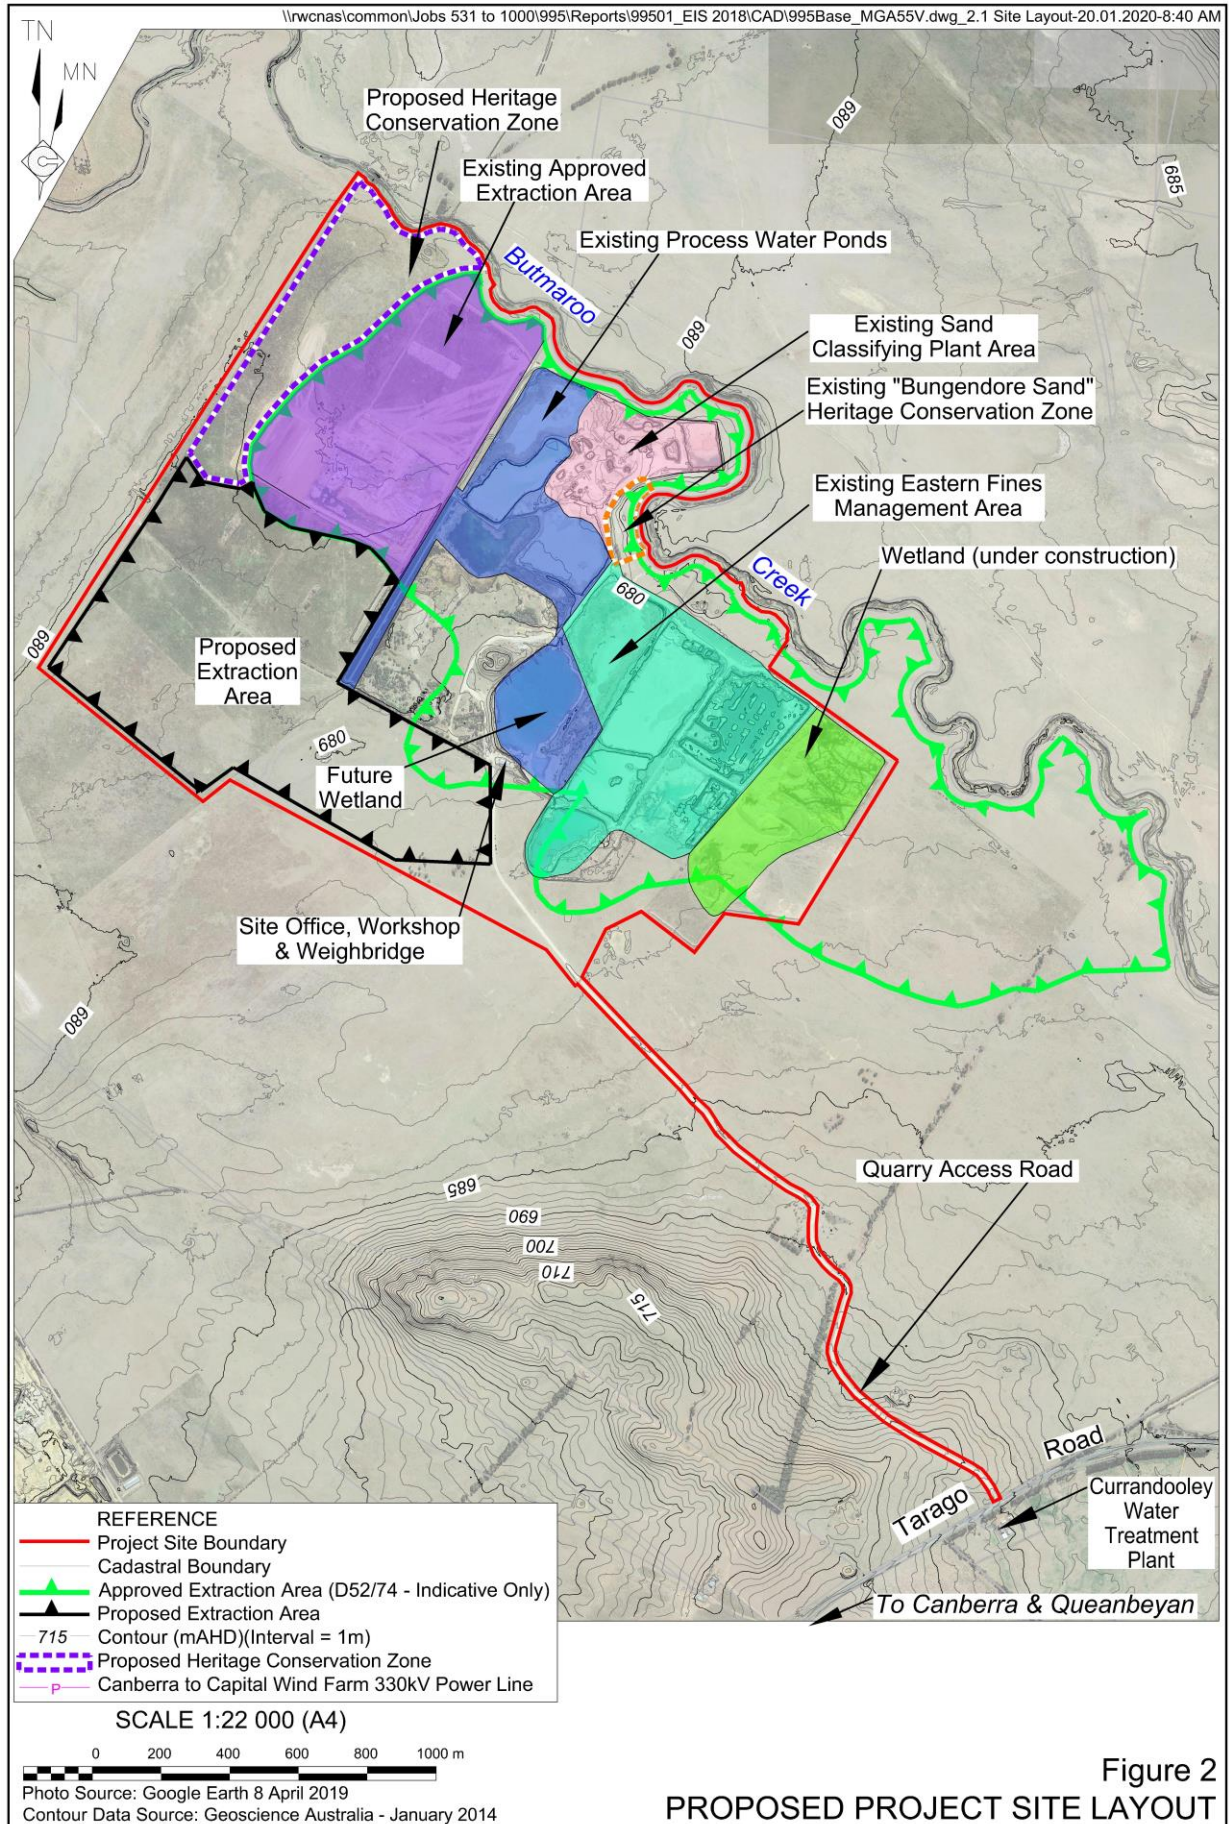 \\rwcnas\common\Jobs 531 to 1000\995\Reports\99501_EIS 2018\CAD\995Base_MGA55V.dwg_2.1 Site Layout-20.01.2020-8:40 AM
TN
MN
Proposed Heritage
Conservation Zone
Existing Approved
Extraction Area
Existing Process Water Ponds
Butmaroo
Existing Sand
Classifying Plant Area
Existing "Bungendore Sand"
Heritage Conservation Zone
Existing Eastern Fines
Management Area
Wetland (under construction)
Creek
680
685
680
680
680
Proposed
Extraction
Area
680
Future
Wetland
Site Office, Workshop
& Weighbridge
680
Quarry Access Road
685
690
700
710
715
Road
Tarago
Currandooley
Water
Treatment
Plant
To Canberra & Queanbeyan
REFERENCE
Project Site Boundary
Cadastral Boundary
Approved Extraction Area (D52/74 - Indicative Only)
Proposed Extraction Area
715 Contour (mAHD)(Interval = 1m)
Proposed Heritage Conservation Zone
P Canberra to Capital Wind Farm 330kV Power Line
SCALE 1:22 000 (A4)
0 200 400 600 800 1000 m
Photo Source: Google Earth 8 April 2019
Contour Data Source: Geoscience Australia - January 2014
Figure 2
PROPOSED PROJECT SITE LAYOUT